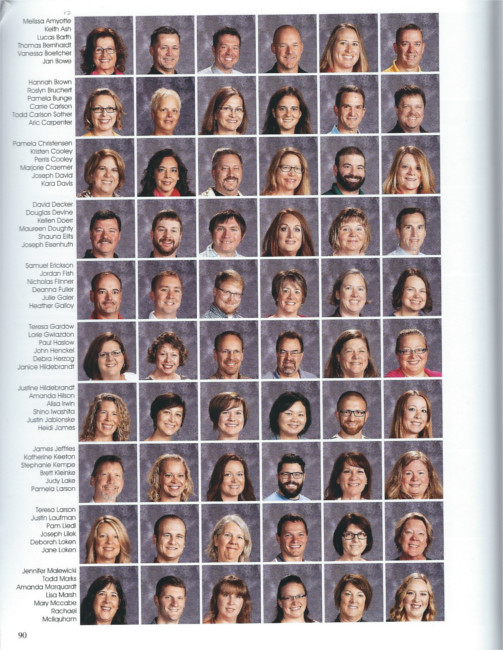 Melissa Amyotte
Keith Ash
Lucas Barth
Thomas Bernhardt
Vanessa Boetcher
Jan Bowe
Hannah Brown
Roslyn Bruchert
Pamela Bunge
Carrie Carlson
Todd Carlson Sather
Aric Carpenter
Pamela Christensen
Kristen Cooley
Perris Cooley
Marjorie Craemer
Joseph David
Kara Davis
David Decker
Douglas Devine
Kellen Doerr
Maureen Doughty
Shauna Eills
Joseph Eisenhuth
Samuel Erickson
Jordan Fish
Nicholas Flinner
Deanna Fuller
Julie Gaier
Heather Galloy
Teresa Gardow
Lorie Gwiazdon
Paul Haslow
John Henckel
Debra Herzog
Janice Hildebrandt
Justine Hildebrandt
Amanda Hilson
Alisa Irwin
Shino Iwashita
Justin Jablonske
Heidi James
James Jeffries
Katherine Keeton
Stephanie Kempe
Brett Kleinke
Judy Lake
Pamela Larson
Teresa Larson
Justin Laufman
Pam Liedl
Joseph Lilek
Deborah Loken
Jane Loken
Jennifer Malewicki
Todd Marks
Amanda Marquardt
Lisa Marsh
Mary Mccabe
Rachael
Mcilquham
90